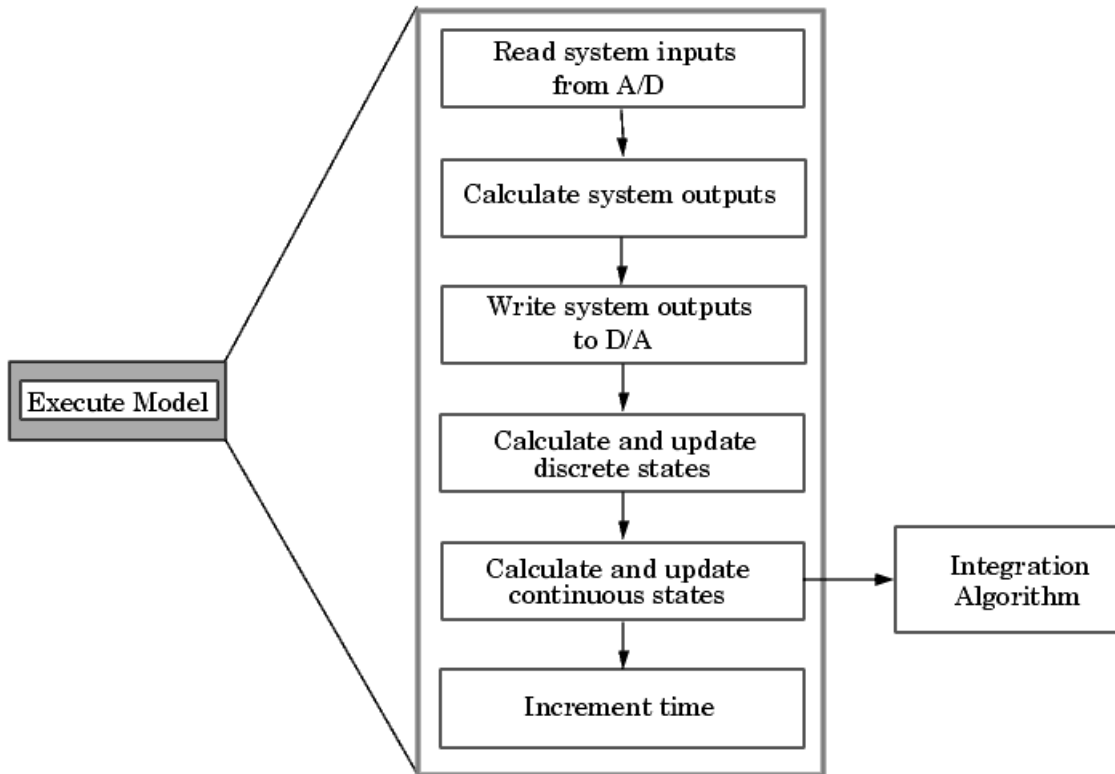 Read system inputs
from A/D
Calculate system outputs
Write system outputs
to D/A
Execute Model
Calculate and update
discrete states
Calculate and update
continuous states
Integration
Algorithm
Increment time